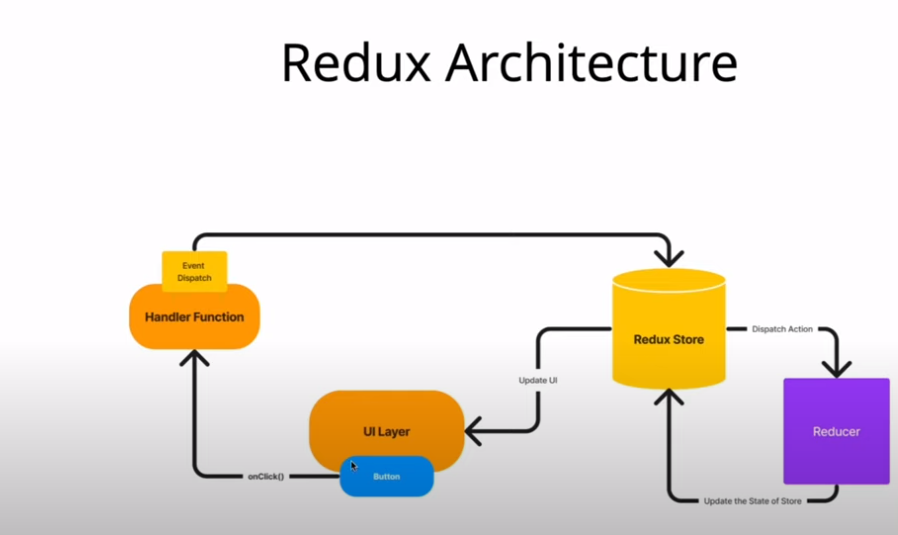 Redux Architecture
Event
Dispatch
Handler Function
Redux Store
Dispatch Action
Update UI
UI Layer
Reducer
onClick()
Button
Update the State of Store